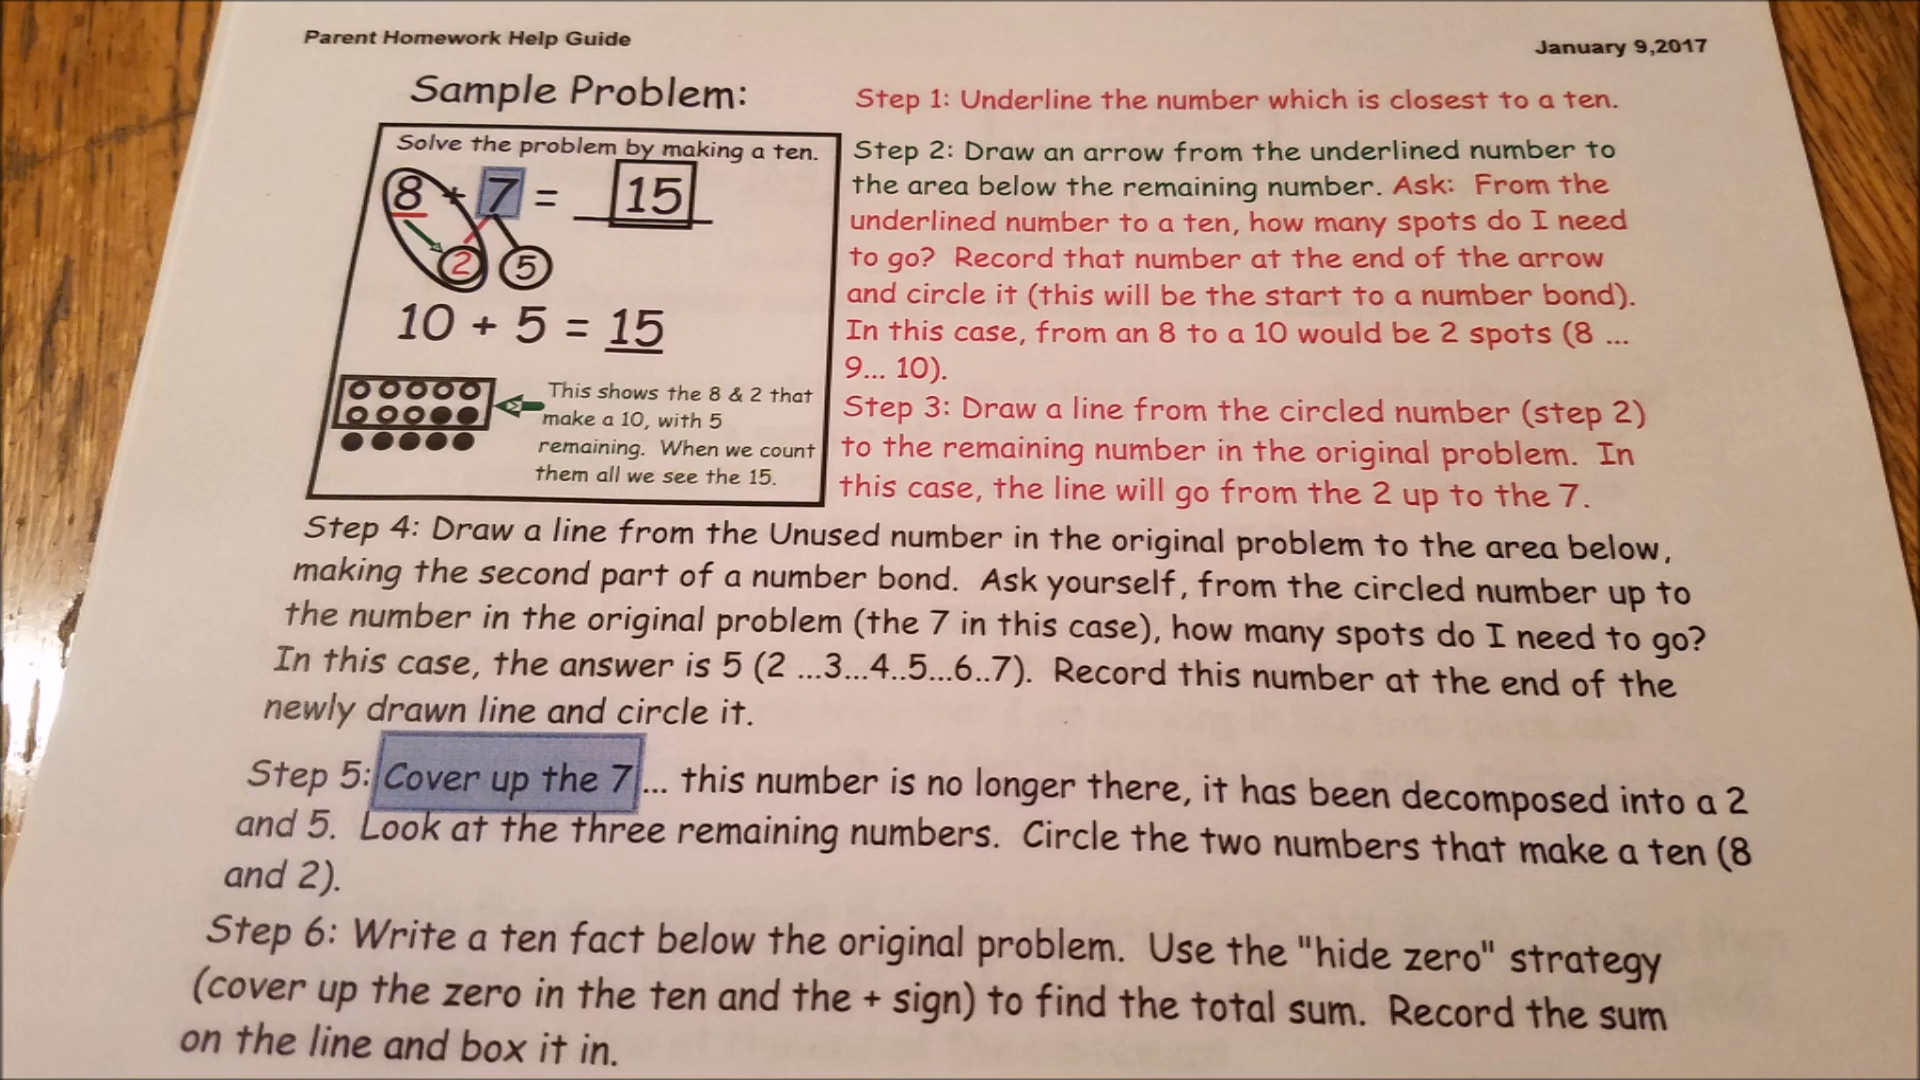 Parent Homework Help Guide
January 9,2017
Sample Problem:
Solve the problem by making a ten.
8 + 7 = 15
2 5
10 + 5 = 15
This shows the 8 & 2 that
make a 10, with 5
remaining. When we count
them all we see the 15.
Step 1: Underline the number which is closest to a ten.
Step 2: Draw an arrow from the underlined number to
the area below the remaining number. Ask: From the
underlined number to a ten, how many spots do I need
to go? Record that number at the end of the arrow
and circle it (this will be the start to a number bond).
In this case, from an 8 to a 10 would be 2 spots (8 ...
9... 10).
Step 3: Draw a line from the circled number (step 2)
to the remaining number in the original problem. In
this case, the line will go from the 2 up to the 7.
Step 4: Draw a line from the Unused number in the original problem to the area below,
making the second part of a number bond. Ask yourself, from the circled number up to
the number in the original problem (the 7 in this case), how many spots do I need to go?
In this case, the answer is 5 (2 ...3...4..5...6..7). Record this number at the end of the
newly drawn line and circle it.
Step 5: Cover up the 7 ... this number is no longer there, it has been decomposed into a 2
and 5. Look at the three remaining numbers. Circle the two numbers that make a ten (8
and 2).
Step 6: Write a ten fact below the original problem. Use the "hide zero" strategy
(cover up the zero in the ten and the + sign) to find the total sum. Record the sum
on the line and box it in.